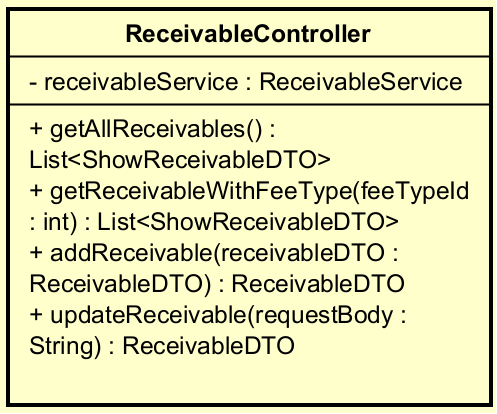 ReceivableController
- receivableService : ReceivableService
+ getAllReceivables() :
List<ShowReceivableDTO>
+ getReceivableWithFeeType(feeTypeId
: int) : List<ShowReceivableDTO>
+ addReceivable(receivableDTO :
ReceivableDTO) : ReceivableDTO
+ updateReceivable(requestBody :
String) : ReceivableDTO